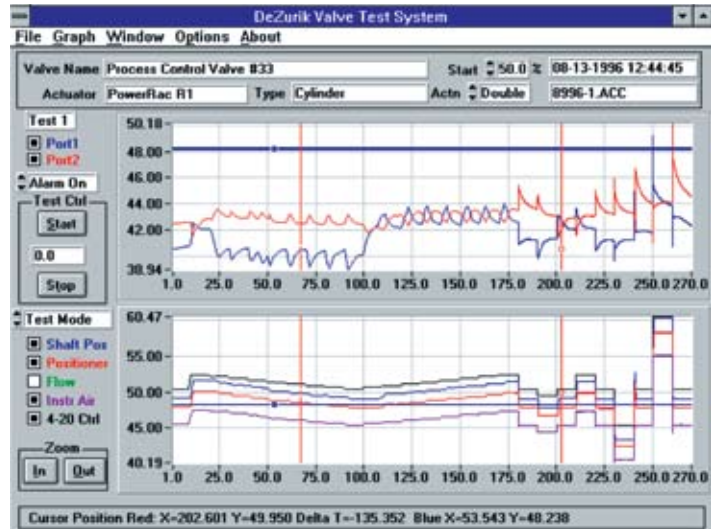 DeZurik Valve Test System
File Graph Window Options About
Valve Name Process Control Valve #33 Start 50.0 % 08-13-1996 12:44:45
Actuator PowerRac R1 Type Cylinder Actn Double 8996-1.ACC
Test 1
Port1
Port2
Alarm On
Test Ctrl
Start
0.0
Stop
50.18
48.00
46.00
44.00
42.00
38.94
1.0 25.0 50.0 75.0 100.0 125.0 150.0 175.0 200.0 225.0 250.0 270.0
Test Mode
Shaft Pos
Positioner
Flow
Instr Air
4-20 Ctrl
Zoom
In Out
60.47
55.00
50.00
45.00
40.19
1.0 25.0 50.0 75.0 100.0 125.0 150.0 175.0 200.0 225.0 250.0 270.0
Cursor Position Red: X=202.601 Y=49.950 Delta T=-135.352 Blue X=53.543 Y=48.238